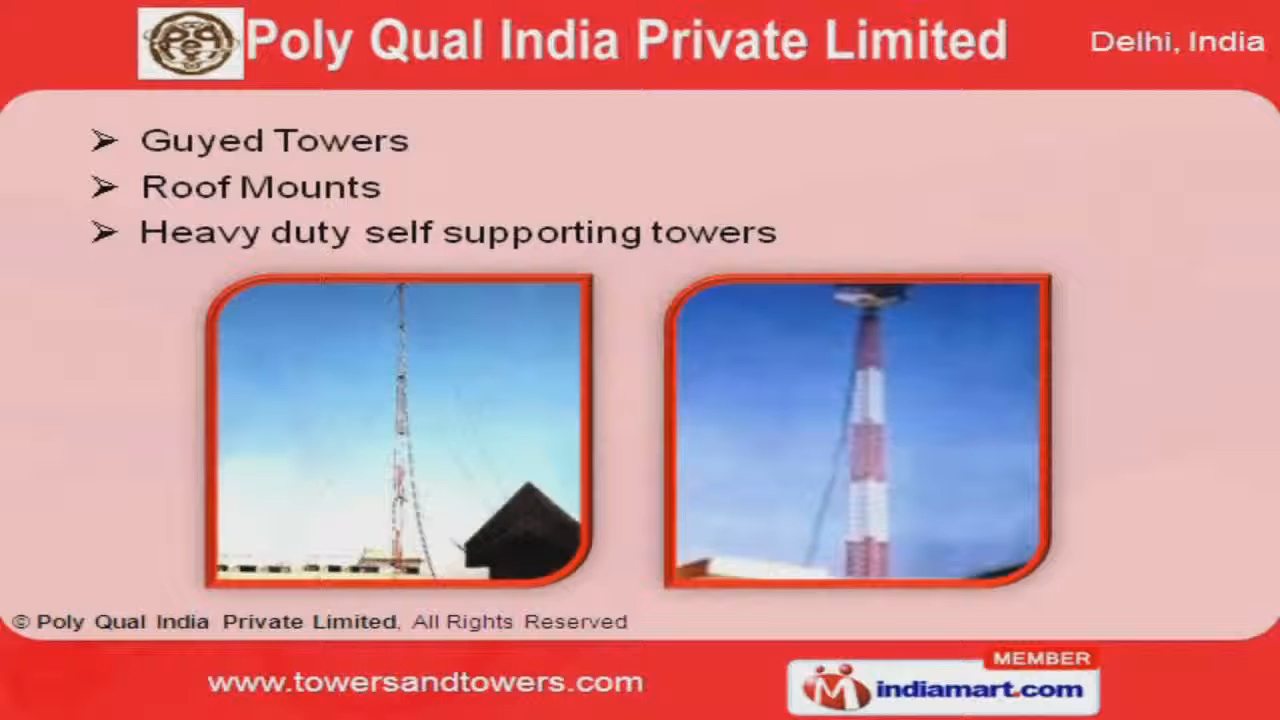 Poly Qual India Private Limited
Delhi, India
➢ Guyed Towers
➢ Roof Mounts
➢ Heavy duty self supporting towers
© Poly Qual India Private Limited, All Rights Reserved
www.towersandtowers.com
MEMBER
indiamart.com